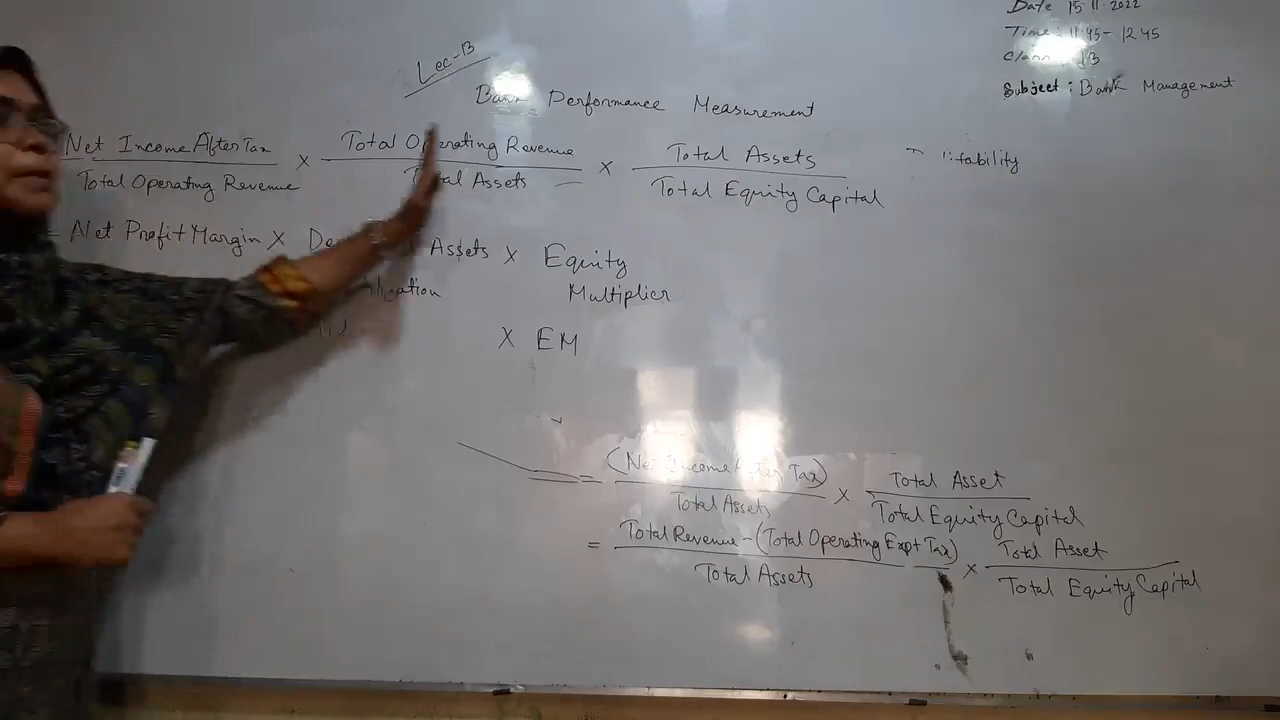 Date 15.11.2022
Time: 11:45 - 12.45
Class : 13
Subject : Bank Management
Lec-13
Bank Performance Measurement
Net Income After Tax / Total Operating Revenue × Total Operating Revenue / Total Assets × Total Assets / Total Equity Capital
= Net Profit Margin × Assets × Equity
Multiplier
× EM
= (Net Income After Tax) / Total Assets × Total Asset / Total Equity Capital
= Total Revenue - (Total Operating Exp + Tax) / Total Assets × Total Asset / Total Equity Capital